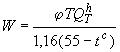 W = φTQ_T^h / 1,16(55 − t^c)